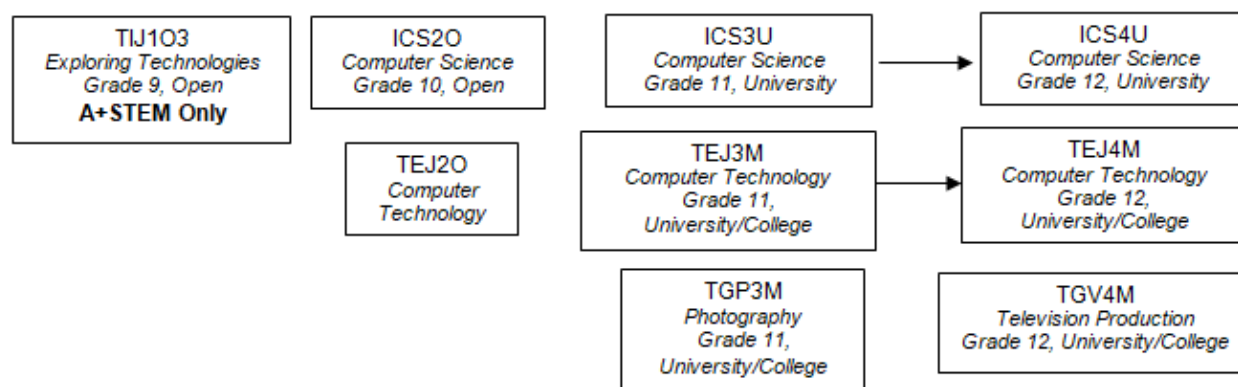 TIJ1O3
Exploring Technologies
Grade 9, Open
A+STEM Only
ICS2O
Computer Science
Grade 10, Open
ICS3U
Computer Science
Grade 11, University
ICS4U
Computer Science
Grade 12, University
TEJ2O
Computer
Technology
TEJ3M
Computer Technology
Grade 11,
University/College
TEJ4M
Computer Technology
Grade 12,
University/College
TGP3M
Photography
Grade 11,
University/College
TGV4M
Television Production
Grade 12, University/College